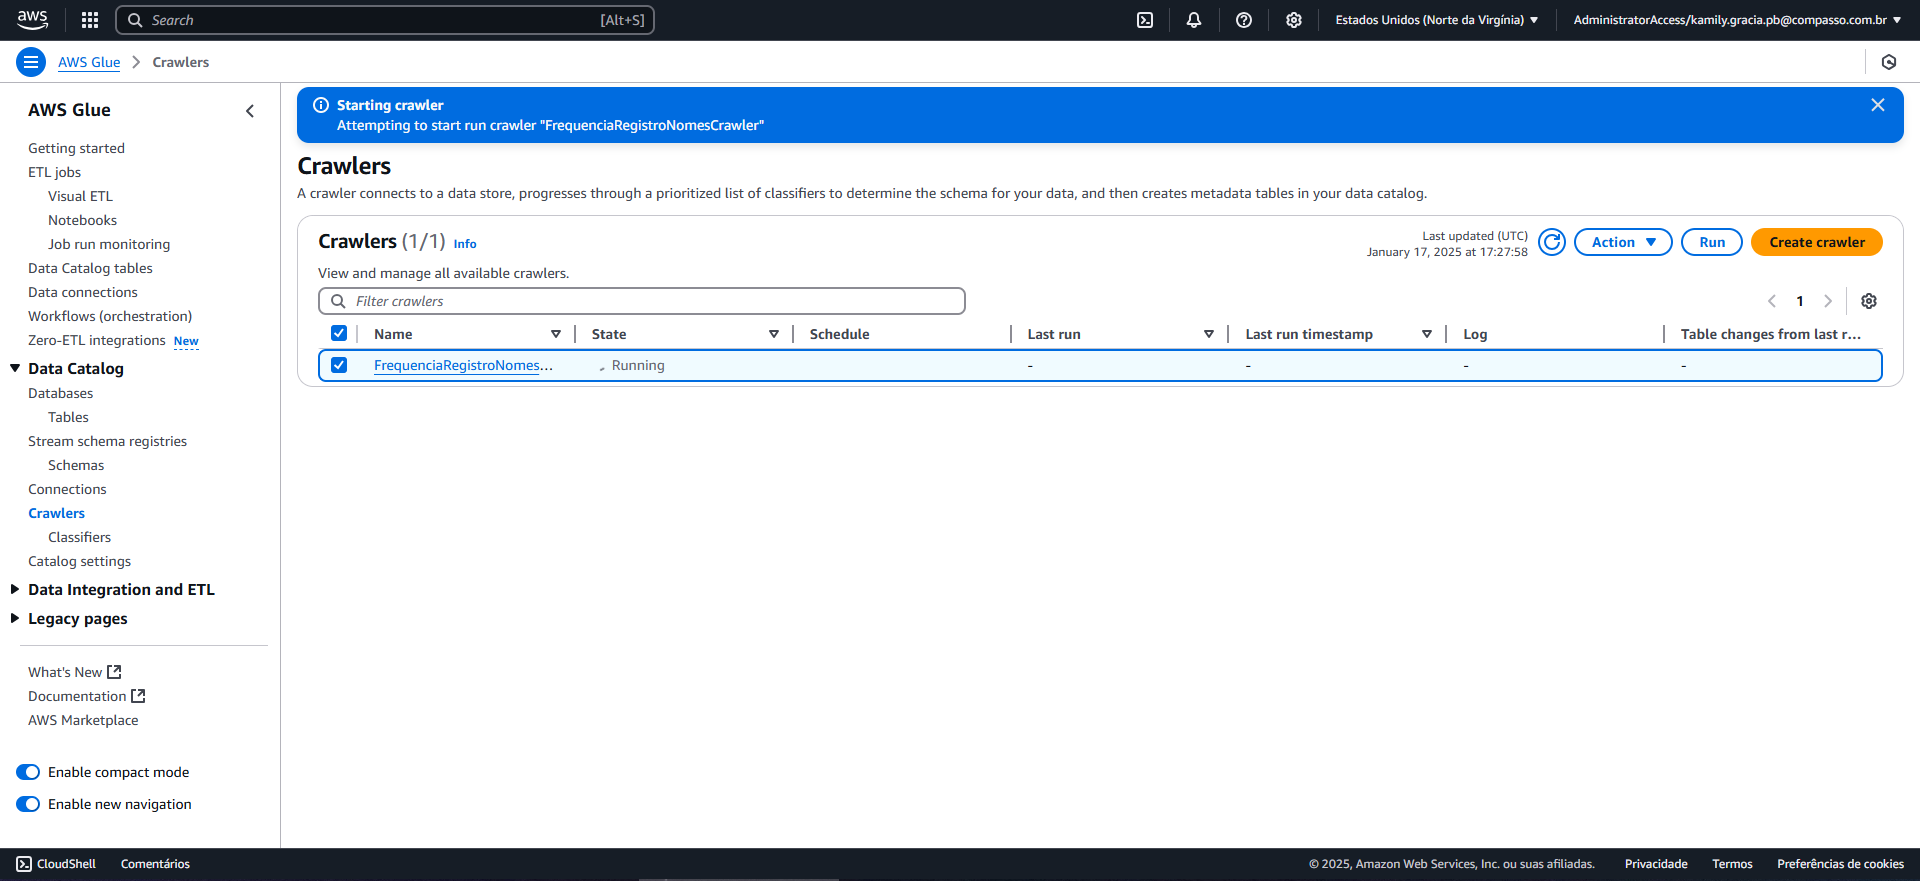 aws
Search [Alt+S]
Estados Unidos (Norte da Virgínia)
AdministratorAccess/kamily.gracia.pb@compasso.com.br
AWS Glue
Crawlers
AWS Glue
Getting started
ETL jobs
Visual ETL
Notebooks
Job run monitoring
Data Catalog tables
Data connections
Workflows (orchestration)
Zero-ETL integrations New
Data Catalog
Databases
Tables
Stream schema registries
Schemas
Connections
Crawlers
Classifiers
Catalog settings
Data Integration and ETL
Legacy pages
What's New
Documentation
AWS Marketplace
Enable compact mode
Enable new navigation
Starting crawler
Attempting to start run crawler "FrequenciaRegistroNomesCrawler"
Crawlers
A crawler connects to a data store, progresses through a prioritized list of classifiers to determine the schema for your data, and then creates metadata tables in your data catalog.
Crawlers (1/1) Info
View and manage all available crawlers.
Last updated (UTC)
January 17, 2025 at 17:27:58
Action
Run
Create crawler
Filter crawlers
1
Name State Schedule Last run Last run timestamp Log Table changes from last r...
FrequenciaRegistroNomes... Running - - - -
CloudShell Comentários © 2025, Amazon Web Services, Inc. ou suas afiliadas. Privacidade Termos Preferências de cookies